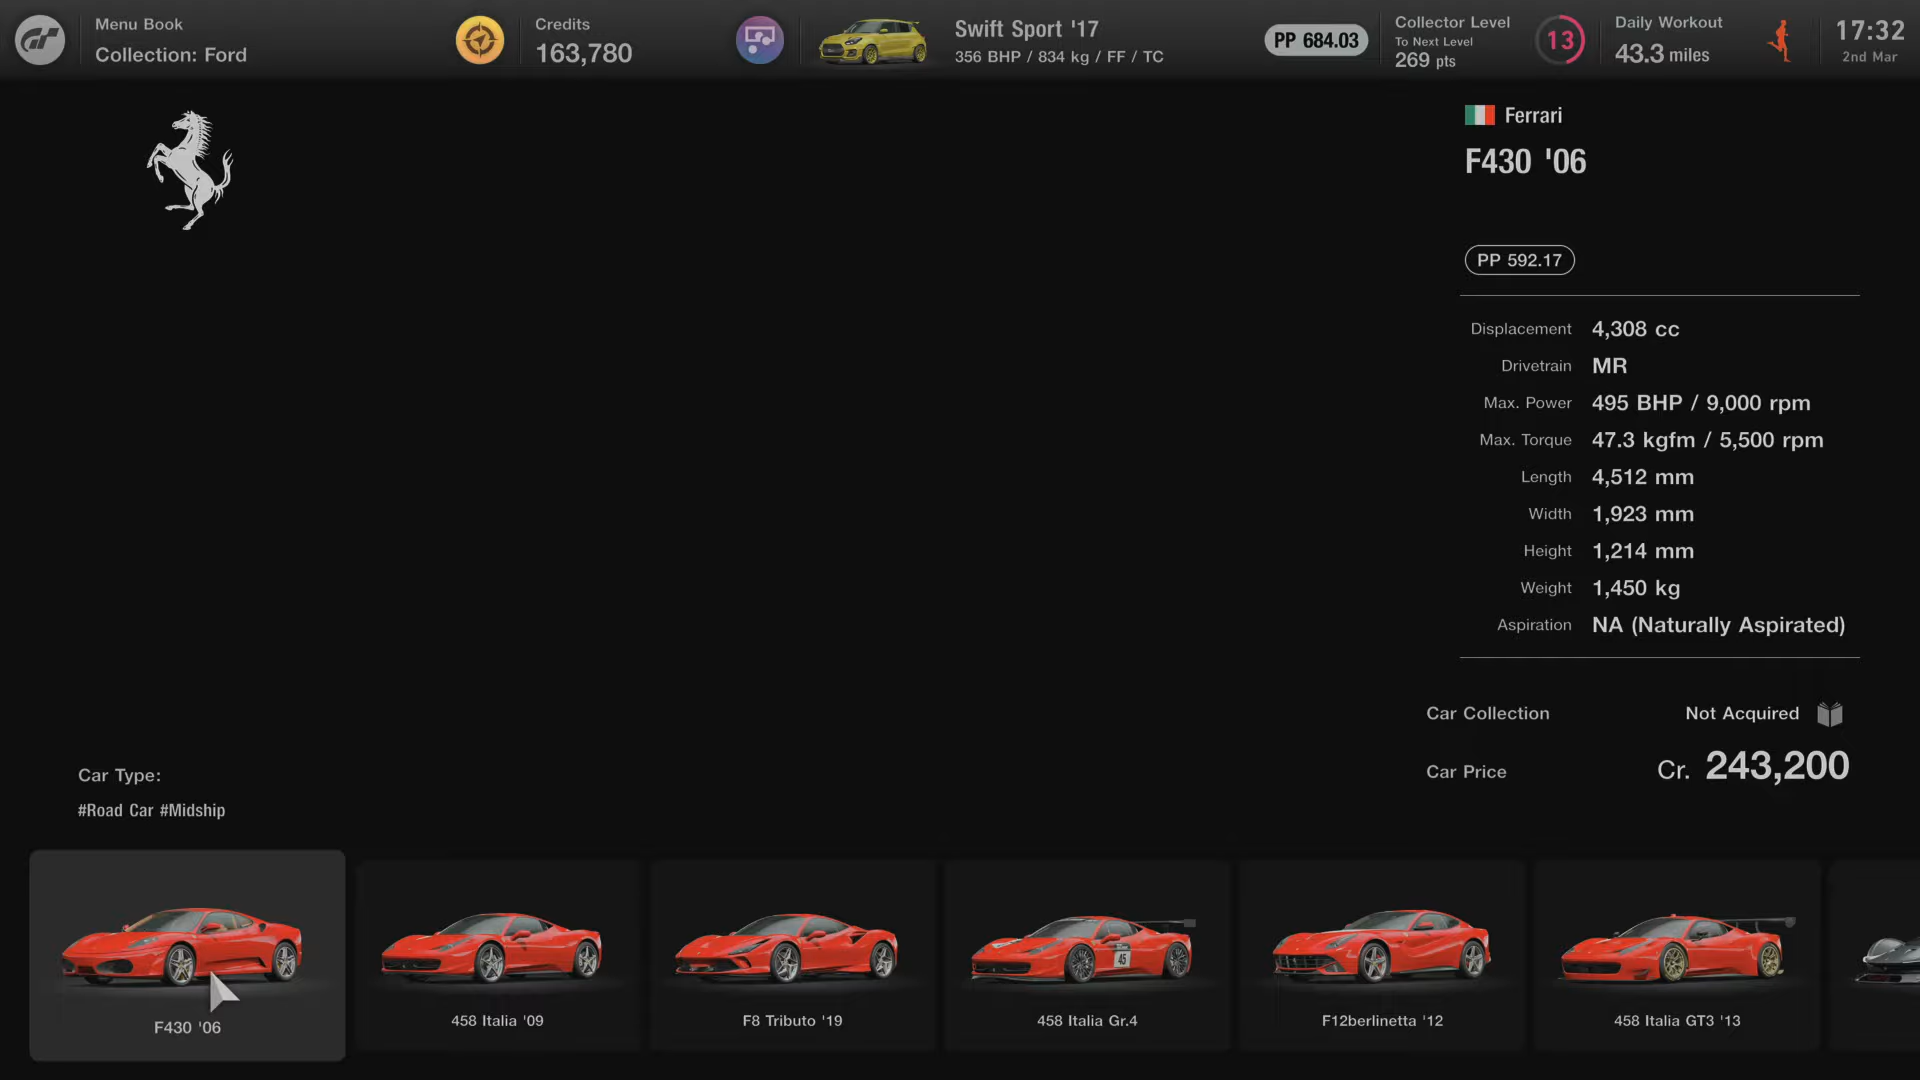 Menu Book
Collection: Ford
Credits
163,780
Swift Sport '17
356 BHP / 834 kg / FF / TC
PP 684.03
Collector Level
To Next Level
269 pts
13
Daily Workout
43.3 miles
17:32
2nd Mar
Ferrari
F430 '06
PP 592.17
Displacement 4,308 cc
Drivetrain MR
Max. Power 495 BHP / 9,000 rpm
Max. Torque 47.3 kgfm / 5,500 rpm
Length 4,512 mm
Width 1,923 mm
Height 1,214 mm
Weight 1,450 kg
Aspiration NA (Naturally Aspirated)
Car Collection Not Acquired
Car Price Cr. 243,200
Car Type:
#Road Car #Midship
45
F430 '06
458 Italia '09
F8 Tributo '19
458 Italia Gr.4
F12berlinetta '12
458 Italia GT3 '13